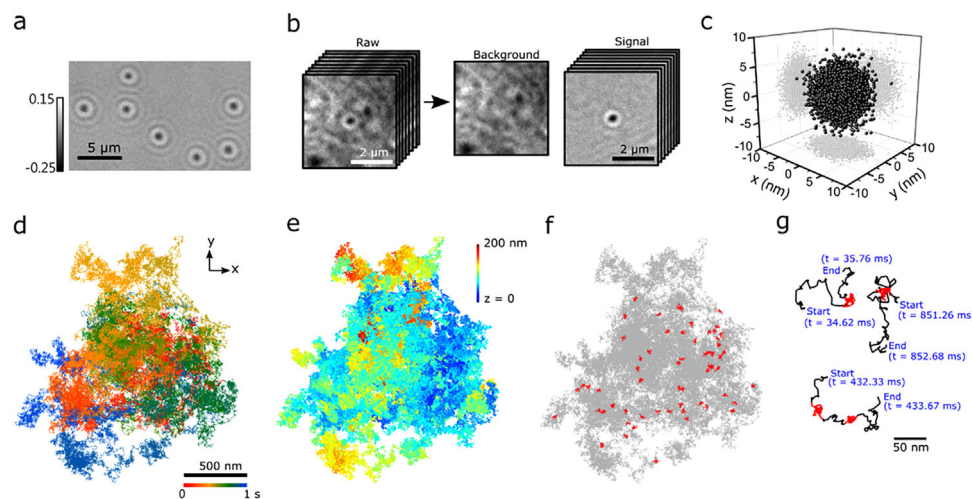 a
0.15
-0.25
5 µm
b
Raw
2 µm
Background
Signal
2 µm
c
10
5
0
-5
-10
z (nm)
-10
-5
0
5
10
x (nm)
-10
-5
0
5
10
y (nm)
d
y
x
500 nm
0
1 s
e
200 nm
z = 0
f
g
(t = 35.76 ms)
End
Start
(t = 34.62 ms)
Start
(t = 851.26 ms)
End
(t = 852.68 ms)
Start
(t = 432.33 ms)
End
(t = 433.67 ms)
50 nm